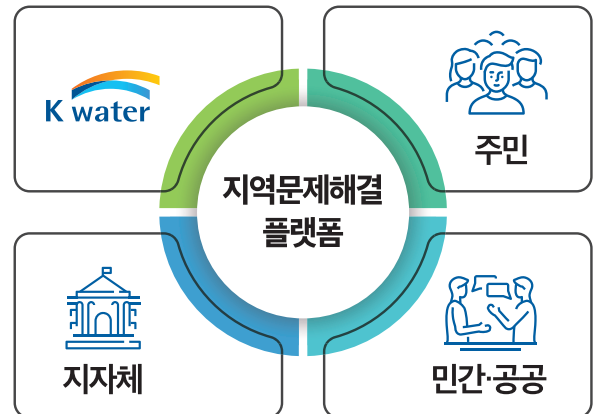 K water
주민
지역문제해결
플랫폼
지자체
민간·공공